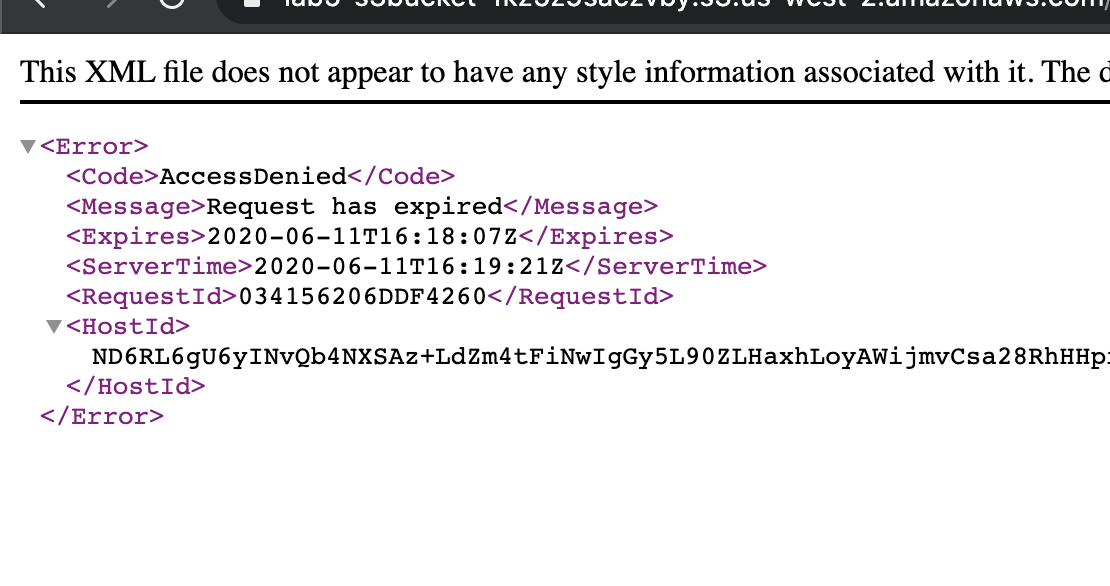 This XML file does not appear to have any style information associated with it. The
<Error>
<Code>AccessDenied</Code>
<Message>Request has expired</Message>
<Expires>2020-06-11T16:18:07Z</Expires>
<ServerTime>2020-06-11T16:19:21Z</ServerTime>
<RequestId>034156206DDF4260</RequestId>
<HostId>
ND6RL6gU6yINvQb4NXSAz+LdZm4tFiNwIgGy5L90ZLHaxhLoyAWijmvCsa28RhHHp
</HostId>
</Error>